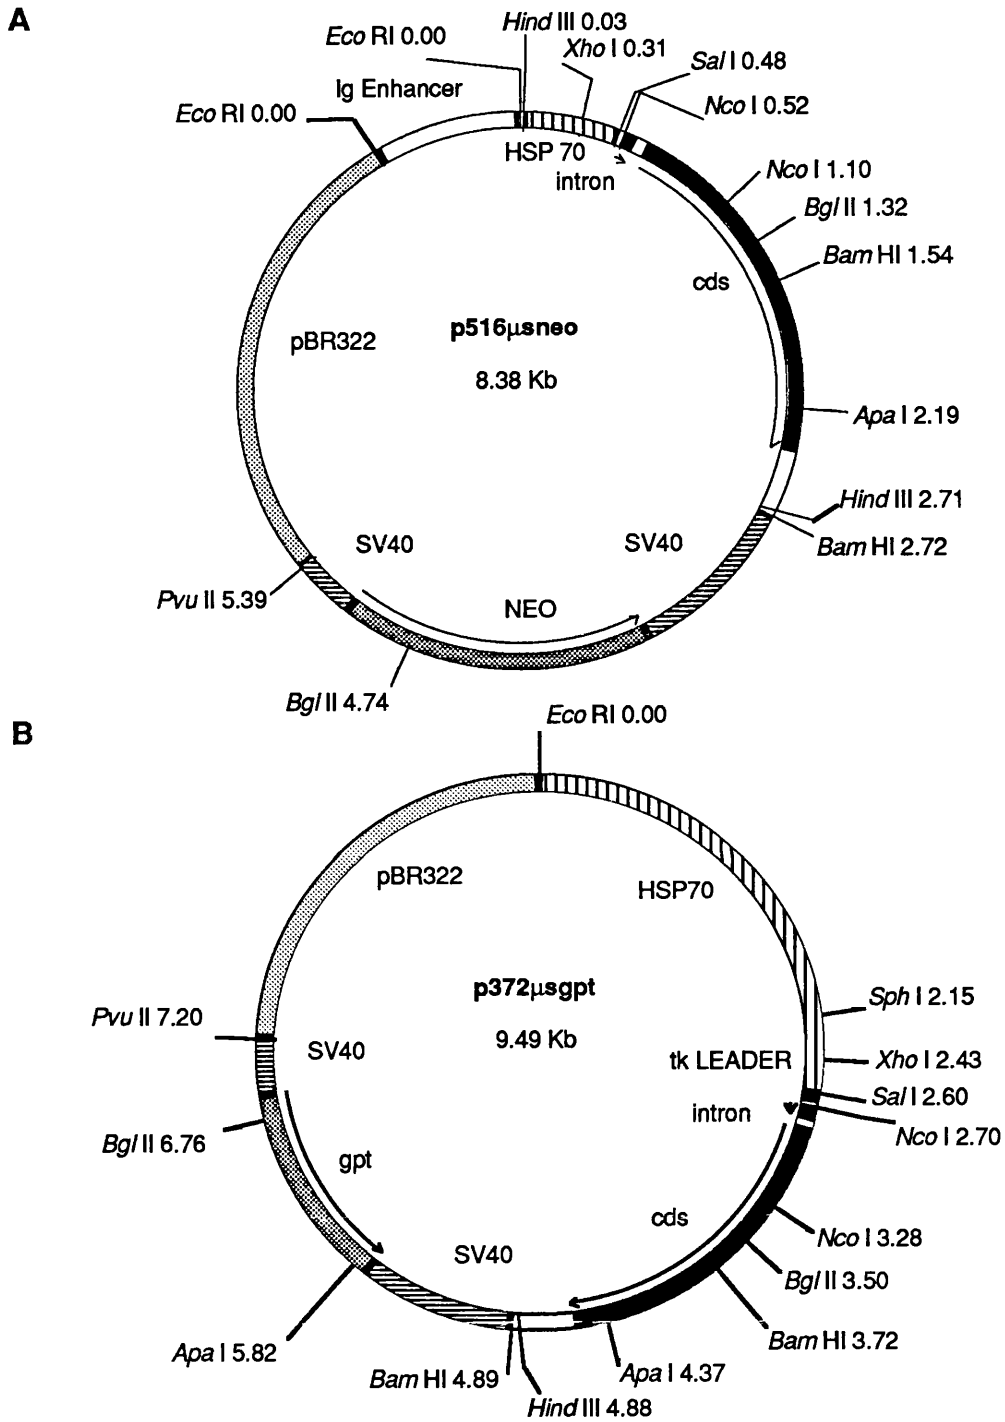 A
Eco RI 0.00
Hind III 0.03
Xho I 0.31
Sal I 0.48
Nco I 0.52
Ig Enhancer
Eco RI 0.00
HSP 70
intron
Nco I 1.10
Bgl II 1.32
Bam HI 1.54
cds
pBR322
p516μsneo
8.38 Kb
Apa I 2.19
Hind III 2.71
Bam HI 2.72
SV40
SV40
Pvu II 5.39
NEO
Bgl II 4.74
B
Eco RI 0.00
pBR322
HSP70
p372μsgpt
9.49 Kb
Sph I 2.15
Pvu II 7.20
SV40
tk LEADER
Xho I 2.43
Sal I 2.60
intron
Nco I 2.70
Bgl II 6.76
gpt
cds
Nco I 3.28
SV40
Bgl II 3.50
Bam HI 3.72
Apa I 5.82
Bam HI 4.89
Apa I 4.37
Hind III 4.88